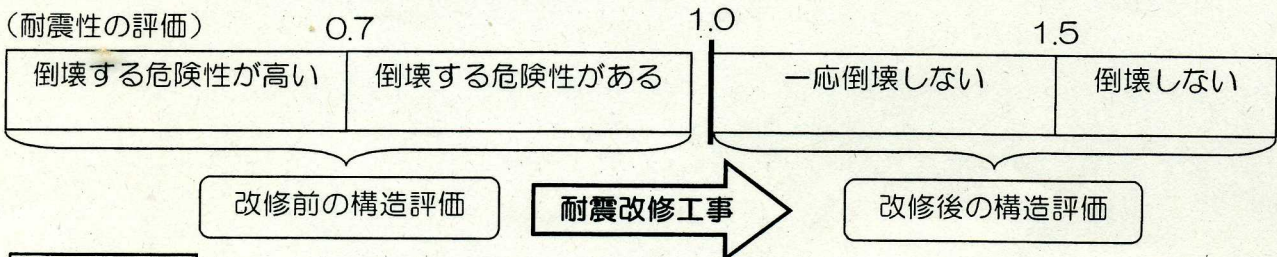 (耐震性の評価) 0.7 1.0 1.5
倒壊する危険性が高い 倒壊する危険性がある 一応倒壊しない 倒壊しない
改修前の構造評価 耐震改修工事 改修後の構造評価